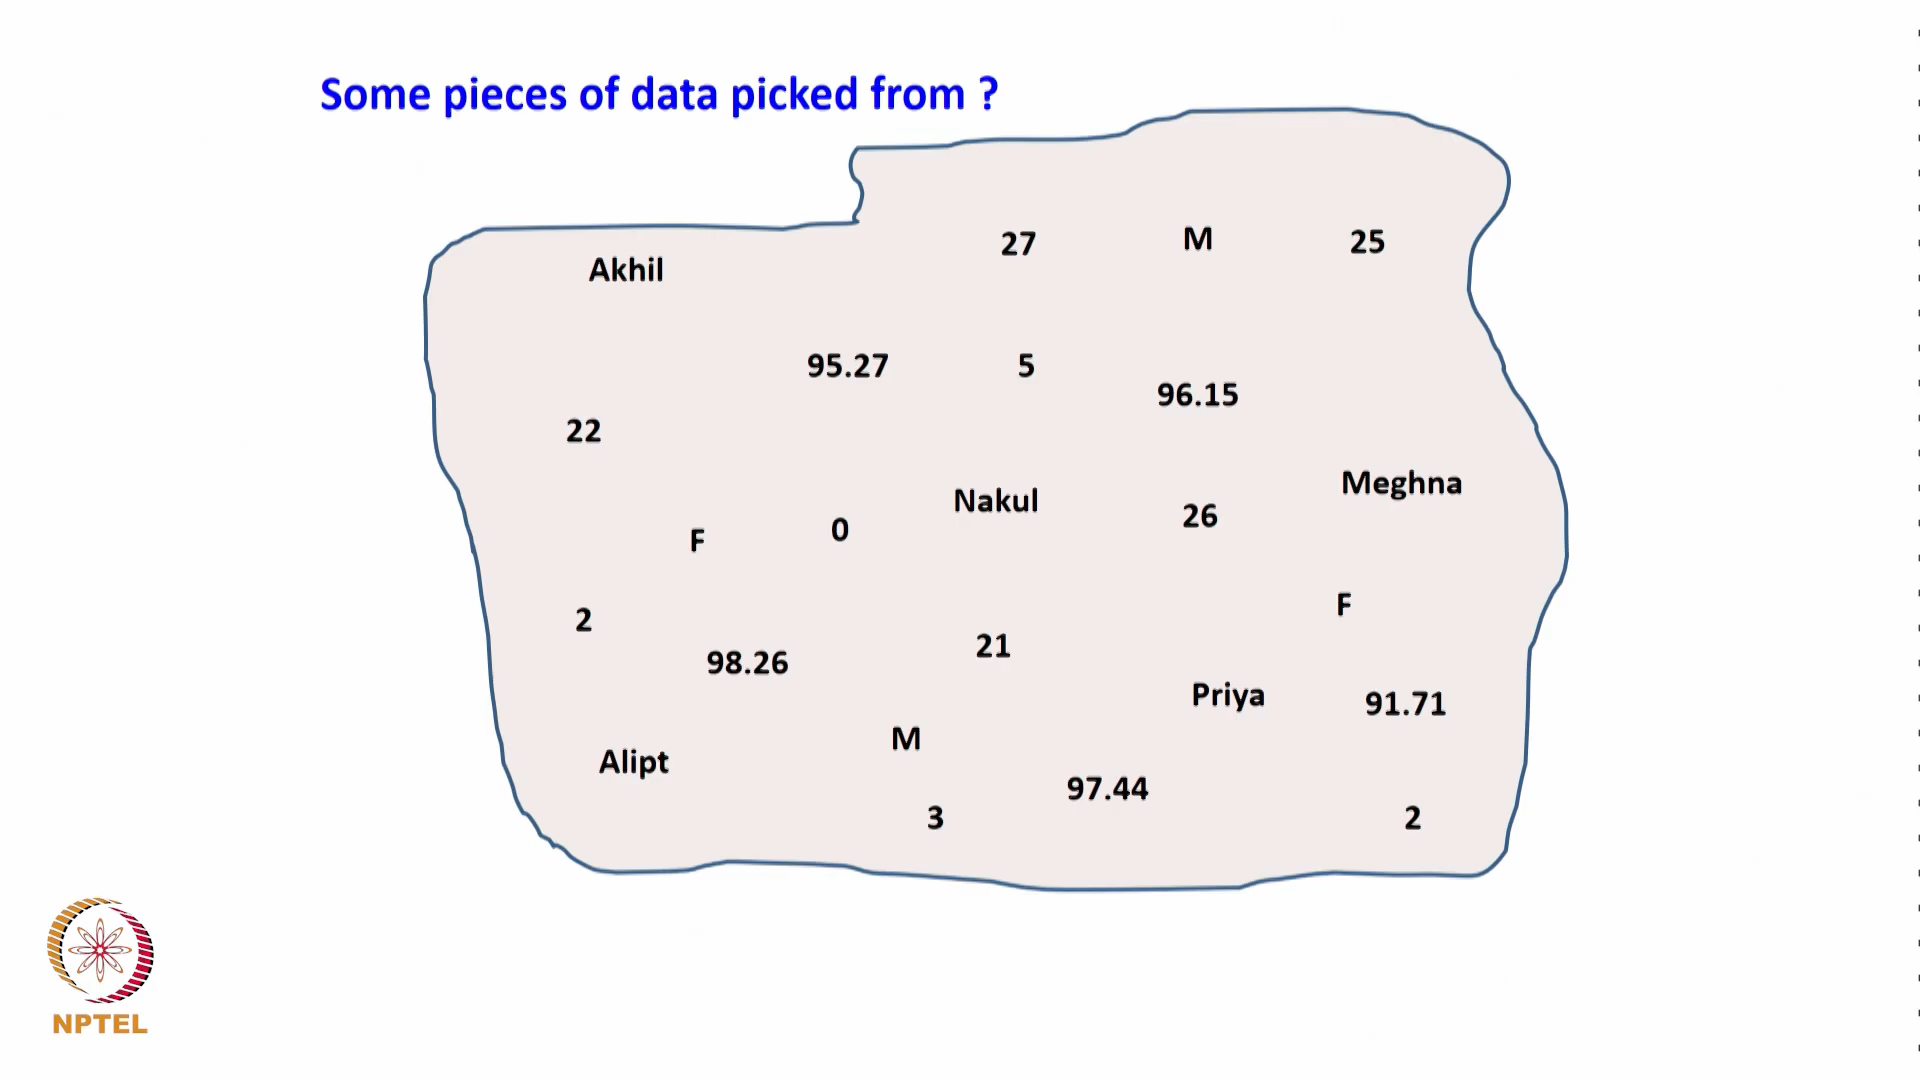 Some pieces of data picked from ?
27 M 25
Akhil
95.27 5
96.15
22
Meghna
Nakul
26
F 0
F
2
21
98.26
Priya 91.71
M
Alipt
97.44
3 2
NPTEL